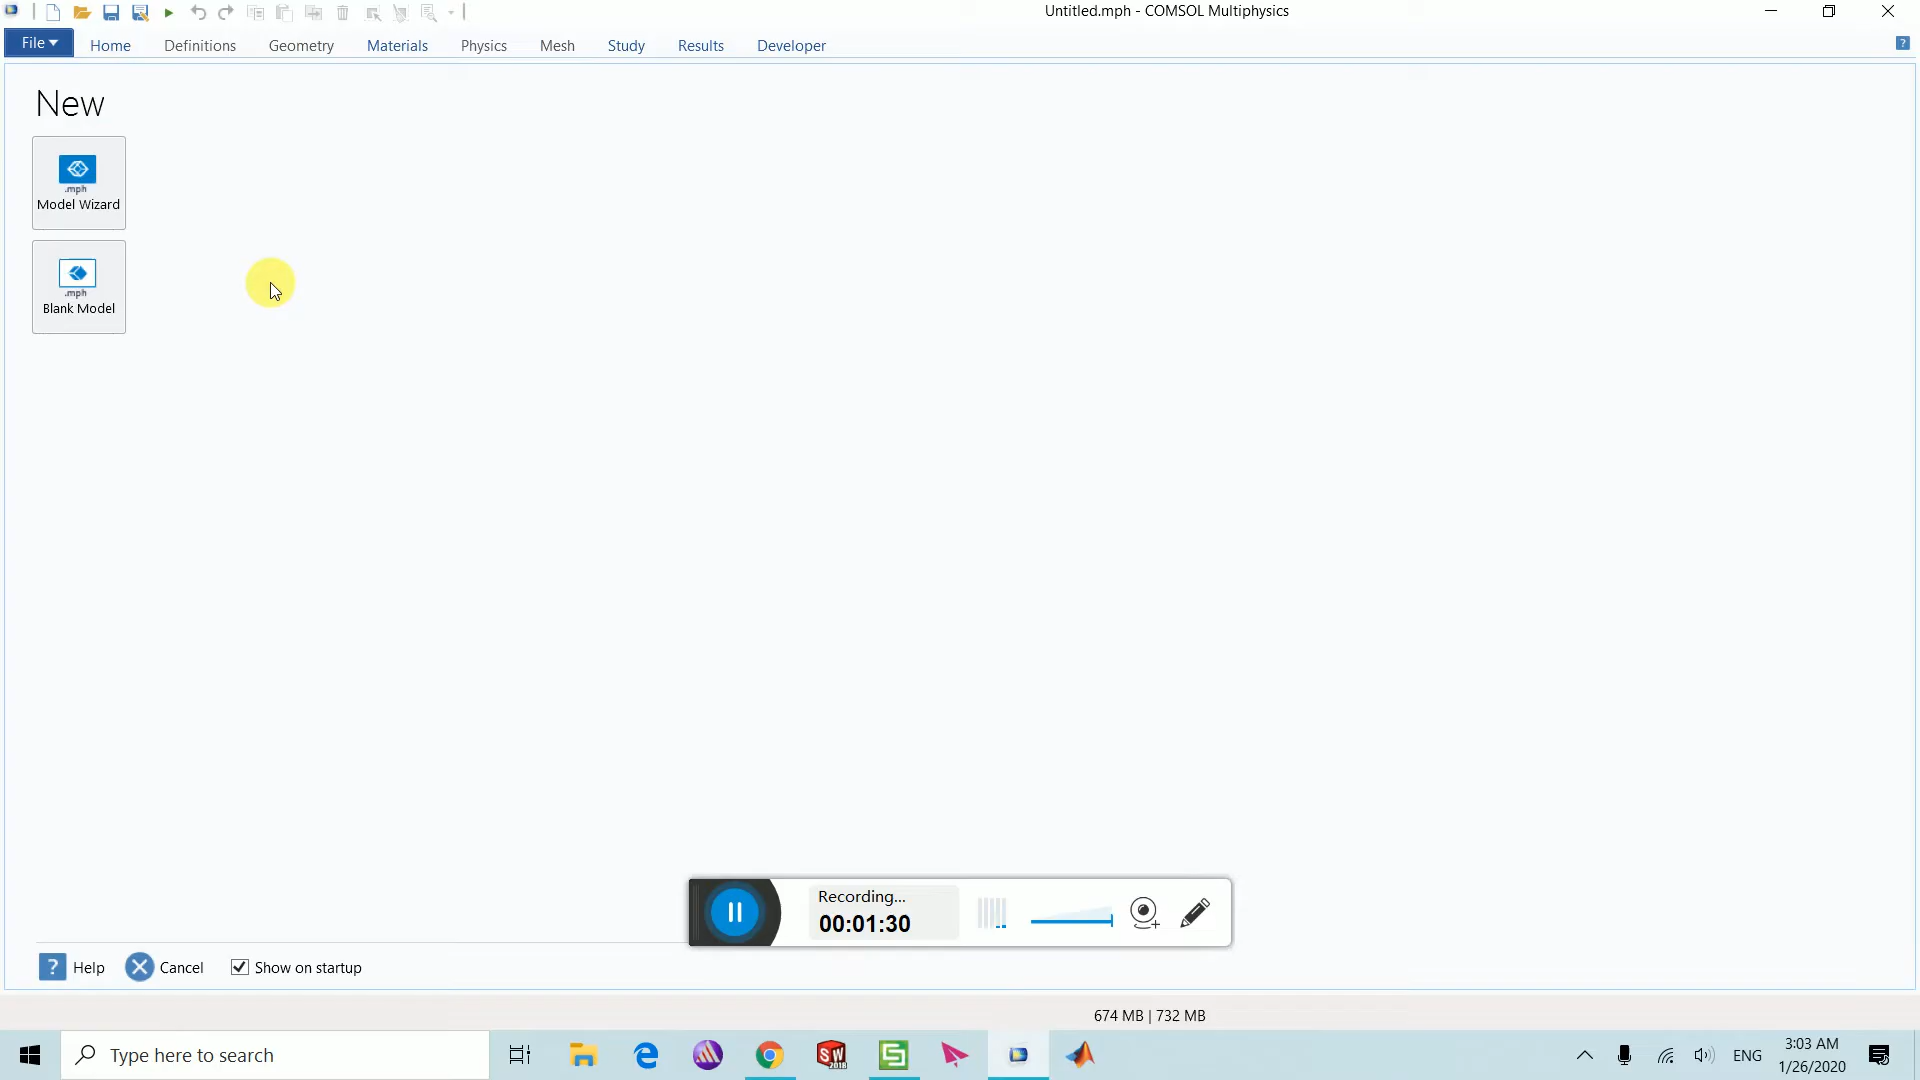 Untitled.mph - COMSOL Multiphysics
File Home Definitions Geometry Materials Physics Mesh Study Results Developer
?
New
.mph
Model Wizard
.mph
Blank Model
Recording...
00:01:30
? Help Cancel Show on startup
674 MB | 732 MB
Type here to search
SW
2018
ENG
3:03 AM
1/26/2020